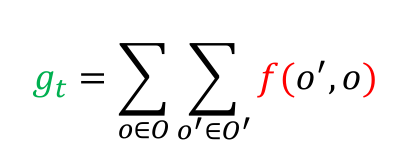 g_t = ∑_{o∈O} ∑_{o′∈O′} f(o′, o)